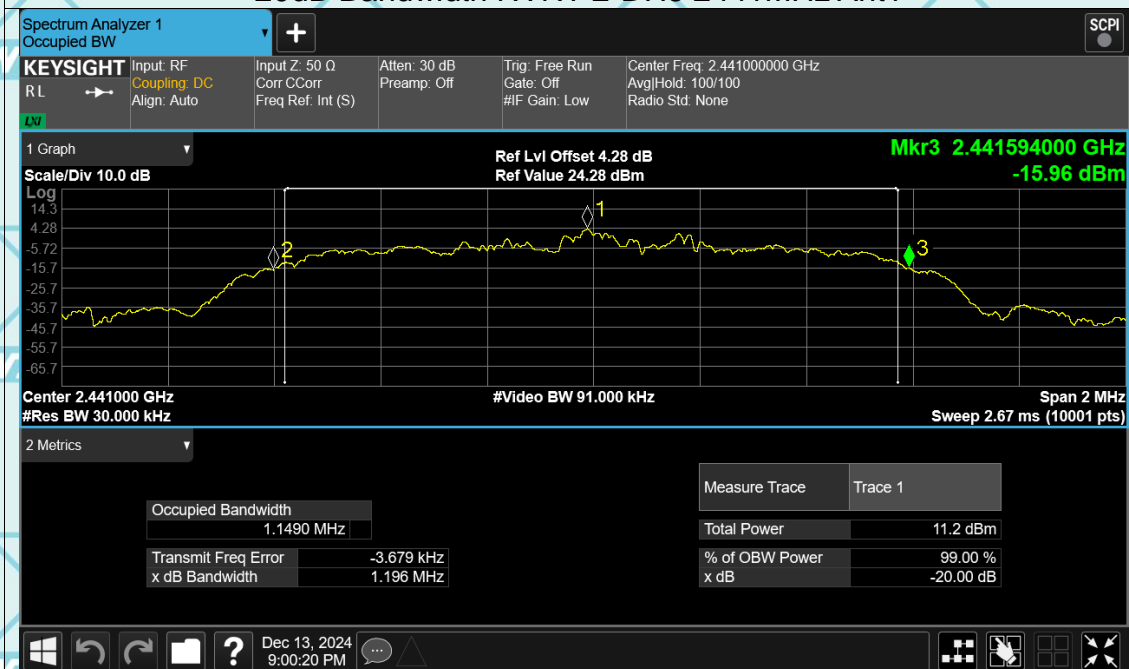 Spectrum Analyzer 1
Occupied BW
+
SCPI
KEYSIGHT
RL
LXI
Input: RF
Coupling: DC
Align: Auto
Input Z: 50 Ω
Corr CCorr
Freq Ref: Int (S)
Atten: 30 dB
Preamp: Off
Trig: Free Run
Gate: Off
#IF Gain: Low
Center Freq: 2.441000000 GHz
Avg|Hold: 100/100
Radio Std: None
1 Graph
Scale/Div 10.0 dB
Ref Lvl Offset 4.28 dB
Ref Value 24.28 dBm
Mkr3 2.441594000 GHz
-15.96 dBm
Log
14.3
4.28
-5.72
-15.7
-25.7
-35.7
-45.7
-55.7
-65.7
1
2
3
Center 2.441000 GHz
#Video BW 91.000 kHz
Span 2 MHz
#Res BW 30.000 kHz
Sweep 2.67 ms (10001 pts)
2 Metrics
Measure Trace
Trace 1
Occupied Bandwidth
1.1490 MHz
Total Power
11.2 dBm
Transmit Freq Error
-3.679 kHz
% of OBW Power
99.00 %
x dB Bandwidth
1.196 MHz
x dB
-20.00 dB
?
Dec 13, 2024
9:00:20 PM